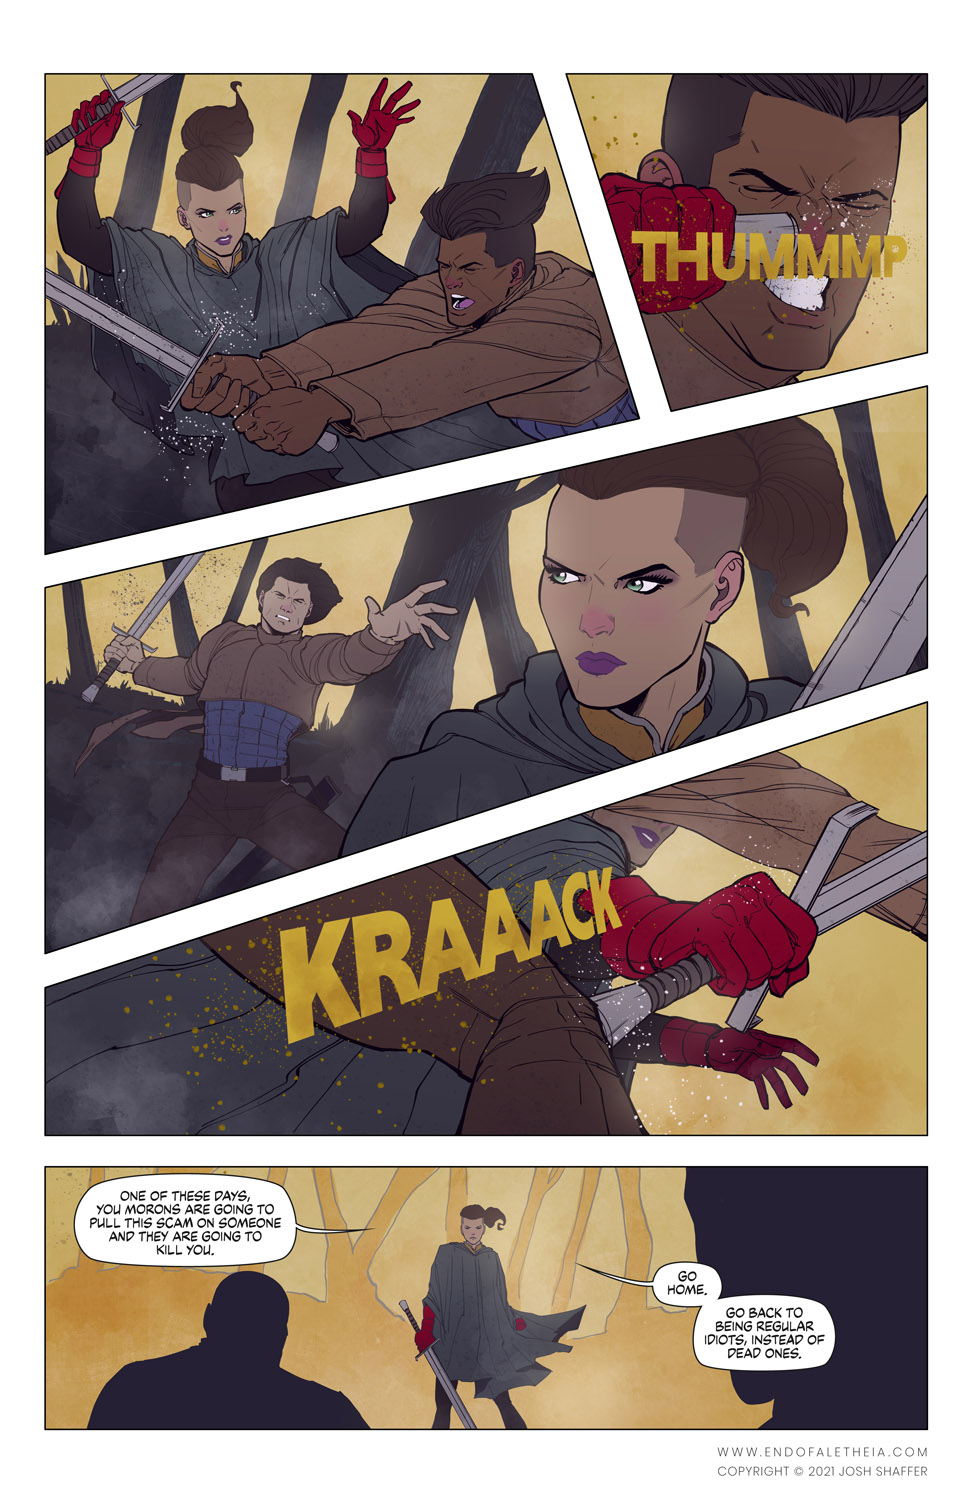 THUMMMP
KRAAACK
ONE OF THESE DAYS,
YOU MORONS ARE GOING TO
PULL THIS SCAM ON SOMEONE
AND THEY ARE GOING TO
KILL YOU.
GO
HOME.
GO BACK TO
BEING REGULAR
IDIOTS, INSTEAD OF
DEAD ONES.
WWW.ENDOFALETHEIA.COM
COPYRIGHT © 2021 JOSH SHAFFER